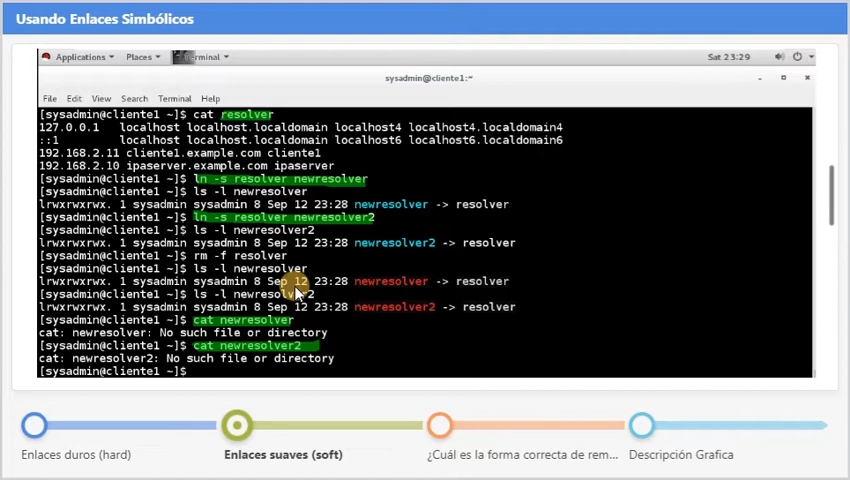 Usando Enlaces Simbólicos
Applications Places Terminal Sat 23:29
sysadmin@cliente1:~
File Edit View Search Terminal Help
[sysadmin@cliente1 ~]$ cat resolver
127.0.0.1   localhost localhost.localdomain localhost4 localhost4.localdomain4
::1         localhost localhost.localdomain localhost6 localhost6.localdomain6
192.168.2.11 cliente1.example.com cliente1
192.168.2.10 ipaserver.example.com ipaserver
[sysadmin@cliente1 ~]$ ln -s resolver newresolver
[sysadmin@cliente1 ~]$ ls -l newresolver
lrwxrwxrwx. 1 sysadmin sysadmin 8 Sep 12 23:28 newresolver -> resolver
[sysadmin@cliente1 ~]$ ln -s resolver newresolver2
[sysadmin@cliente1 ~]$ ls -l newresolver2
lrwxrwxrwx. 1 sysadmin sysadmin 8 Sep 12 23:28 newresolver2 -> resolver
[sysadmin@cliente1 ~]$ rm -f resolver
[sysadmin@cliente1 ~]$ ls -l newresolver
lrwxrwxrwx. 1 sysadmin sysadmin 8 Sep 12 23:28 newresolver -> resolver
[sysadmin@cliente1 ~]$ ls -l newresolver2
lrwxrwxrwx. 1 sysadmin sysadmin 8 Sep 12 23:28 newresolver2 -> resolver
[sysadmin@cliente1 ~]$ cat newresolver
cat: newresolver: No such file or directory
[sysadmin@cliente1 ~]$ cat newresolver2
cat: newresolver2: No such file or directory
[sysadmin@cliente1 ~]$
Enlaces duros (hard)
Enlaces suaves (soft)
¿Cuál es la forma correcta de rem...
Descripción Grafica